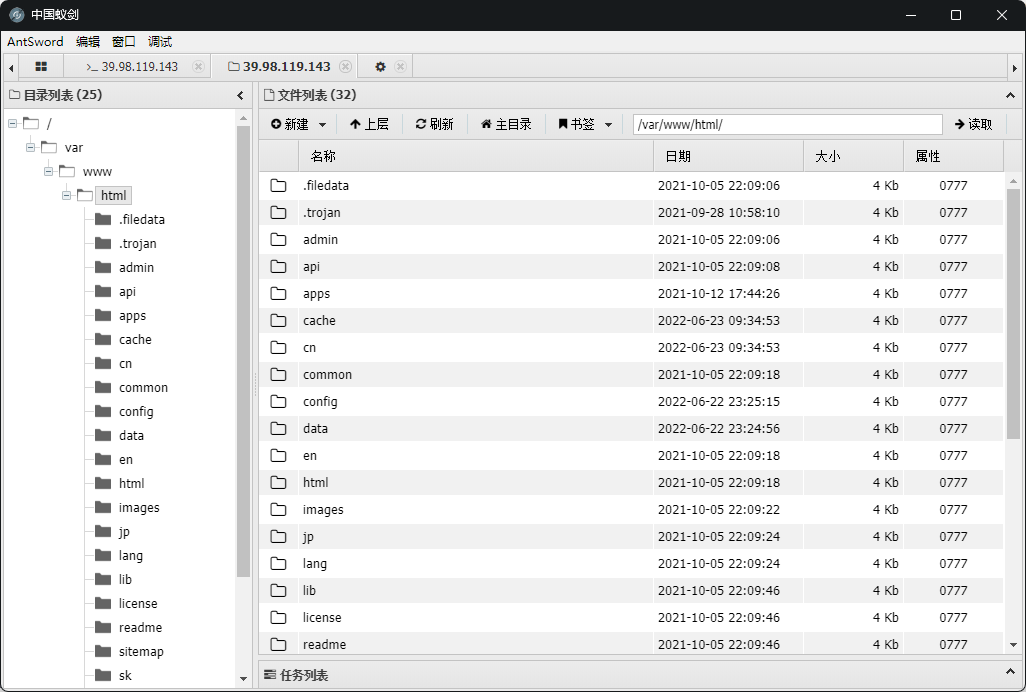 中国蚁剑
AntSword 编辑 窗口 调试
>_ 39.98.119.143 39.98.119.143
目录列表 (25)
/
var
www
html
.filedata
.trojan
admin
api
apps
cache
cn
common
config
data
en
html
images
jp
lang
lib
license
readme
sitemap
sk
文件列表 (32)
新建 上层 刷新 主目录 书签 /var/www/html/ 读取
名称 日期 大小 属性
.filedata 2021-10-05 22:09:06 4 Kb 0777
.trojan 2021-09-28 10:58:10 4 Kb 0777
admin 2021-10-05 22:09:06 4 Kb 0777
api 2021-10-05 22:09:08 4 Kb 0777
apps 2021-10-12 17:44:26 4 Kb 0777
cache 2022-06-23 09:34:53 4 Kb 0777
cn 2022-06-23 09:34:53 4 Kb 0777
common 2021-10-05 22:09:18 4 Kb 0777
config 2022-06-22 23:25:15 4 Kb 0777
data 2022-06-22 23:24:56 4 Kb 0777
en 2021-10-05 22:09:18 4 Kb 0777
html 2021-10-05 22:09:18 4 Kb 0777
images 2021-10-05 22:09:22 4 Kb 0777
jp 2021-10-05 22:09:24 4 Kb 0777
lang 2021-10-05 22:09:24 4 Kb 0777
lib 2021-10-05 22:09:46 4 Kb 0777
license 2021-10-05 22:09:46 4 Kb 0777
readme 2021-10-05 22:09:46 4 Kb 0777
任务列表